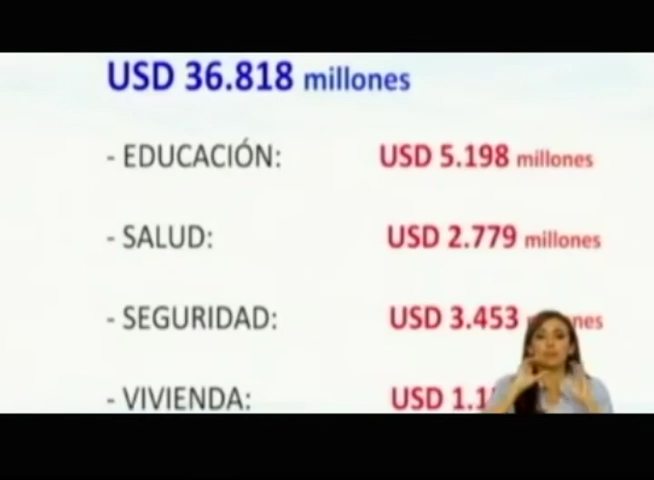 USD 36.818 millones
- EDUCACIÓN: USD 5.198 millones
- SALUD: USD 2.779 millones
- SEGURIDAD: USD 3.453
- VIVIENDA: USD